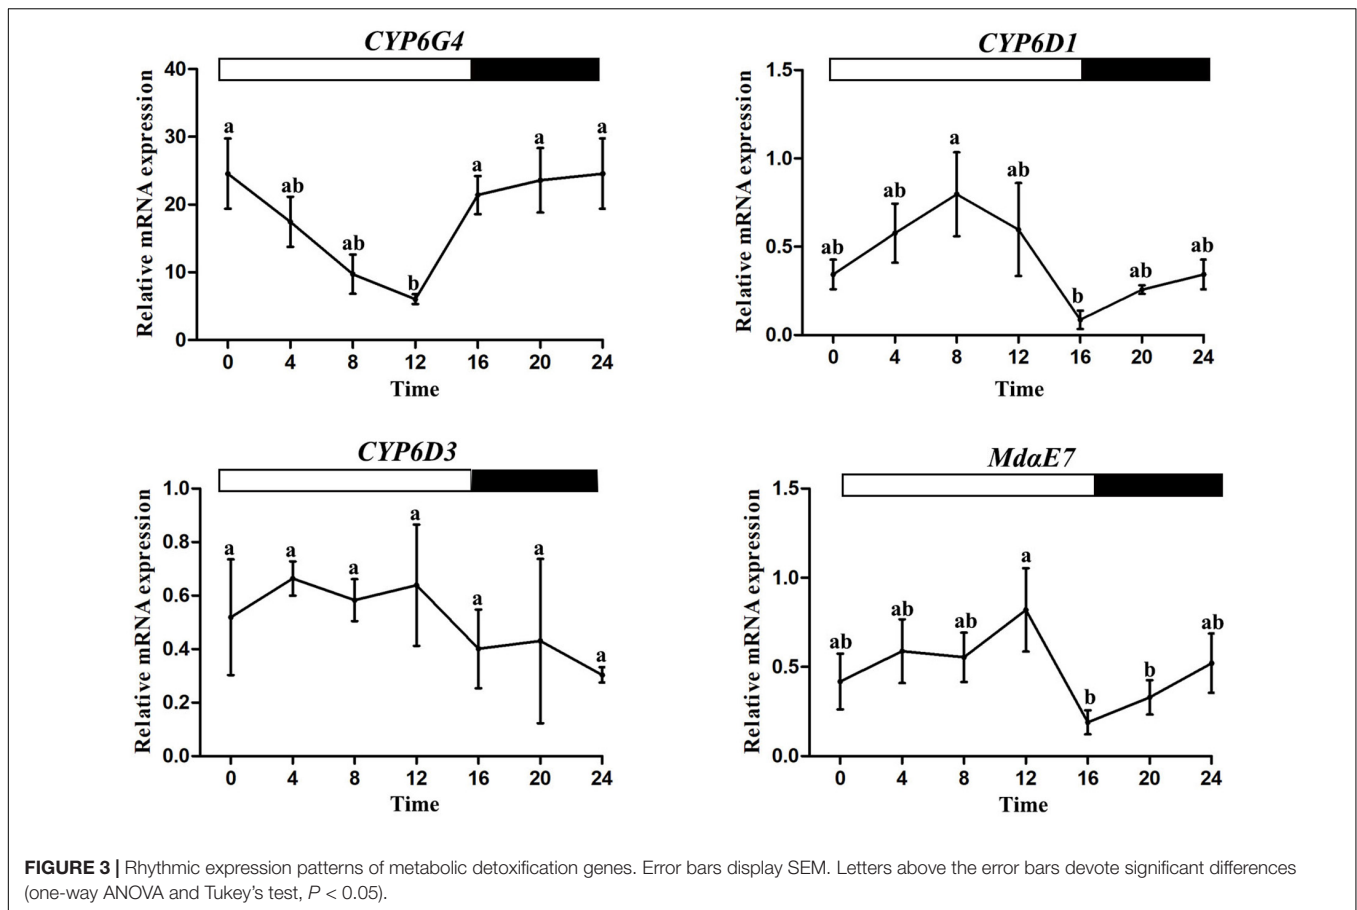 CYP6G4
40
30
20
10
0
Relative mRNA expression
a
ab
ab
b
a
a
a
0 4 8 12 16 20 24
Time
CYP6D1
1.5
1.0
0.5
0.0
Relative mRNA expression
ab
ab
a
ab
b
ab
ab
0 4 8 12 16 20 24
Time
CYP6D3
1.0
0.8
0.6
0.4
0.2
0.0
Relative mRNA expression
a
a
a
a
a
a
a
0 4 8 12 16 20 24
Time
MdαE7
1.5
1.0
0.5
0.0
Relative mRNA expression
ab
ab
ab
a
b
b
ab
0 4 8 12 16 20 24
Time
FIGURE 3 | Rhythmic expression patterns of metabolic detoxification genes. Error bars display SEM. Letters above the error bars devote significant differences
(one-way ANOVA and Tukey’s test, P < 0.05).